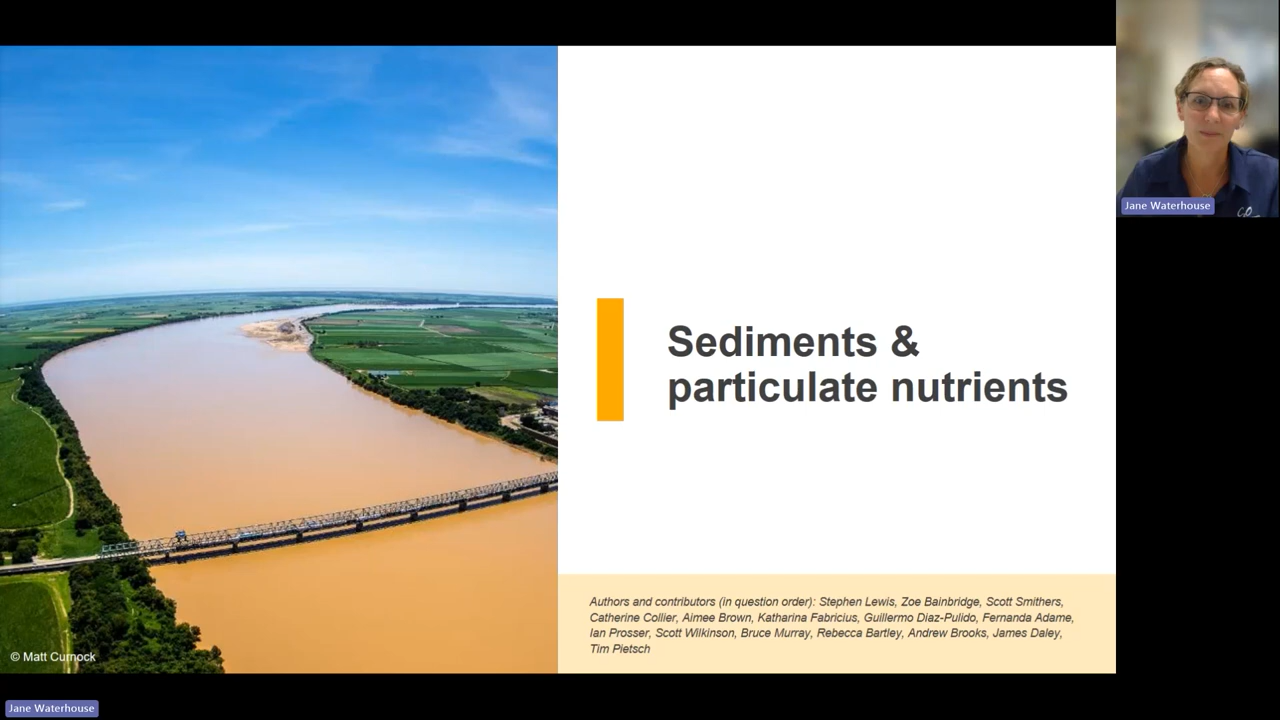 Jane Waterhouse
Sediments &
particulate nutrients
Authors and contributors (in question order): Stephen Lewis, Zoe Bainbridge, Scott Smithers,
Catherine Collier, Aimee Brown, Katharina Fabricius, Guillermo Diaz-Pulido, Fernanda Adame,
Ian Prosser, Scott Wilkinson, Bruce Murray, Rebecca Bartley, Andrew Brooks, James Daley,
Tim Pietsch
© Matt Curnock
Jane Waterhouse